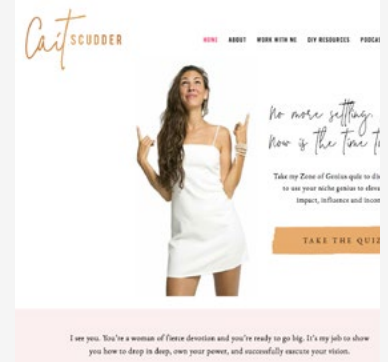 Cait SCUDDER
HOME ABOUT WORK WITH ME DIY RESOURCES
no more settling.
now is the time
Take my Zone of Genius quiz to
to use your niche genius to
impact, influence and
TAKE THE QUIZ
I see you. You're a woman of fierce devotion and you're ready to go big. It's my job to show
you how to drop in deep, own your power, and successfully execute your vision.